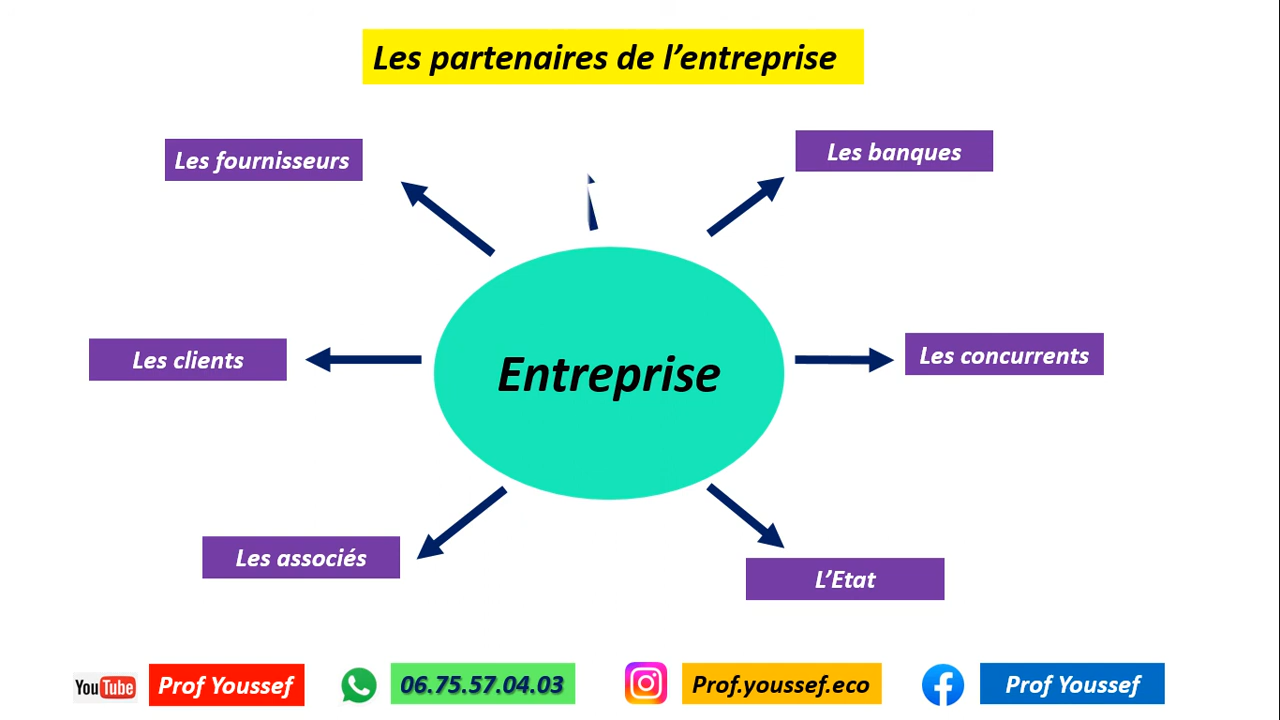 Les partenaires de l’entreprise
Les fournisseurs
Les banques
Les clients
Entreprise
Les concurrents
Les associés
L’Etat
YouTube
Prof Youssef
06.75.57.04.03
Prof.youssef.eco
Prof Youssef